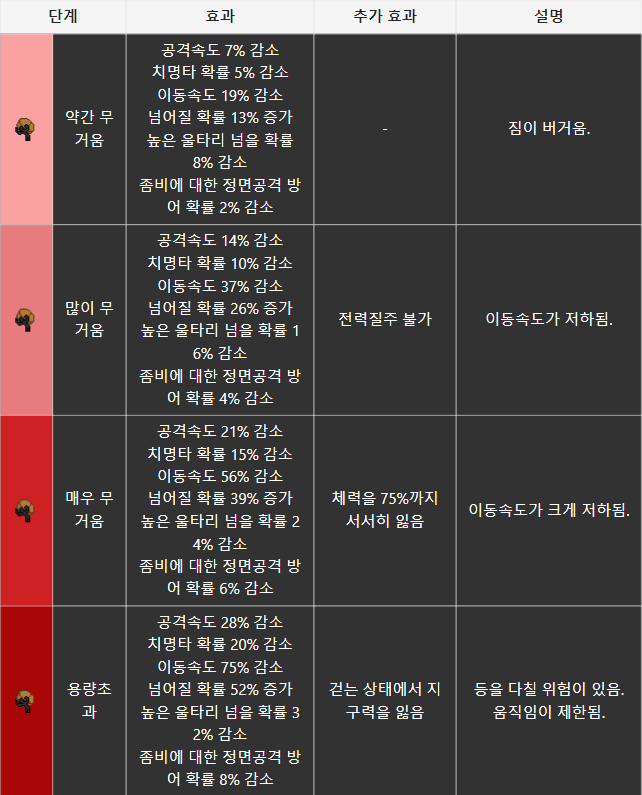 단계 효과 추가 효과 설명
약간 무
거움
공격속도 7% 감소
치명타 확률 5% 감소
이동속도 19% 감소
넘어질 확률 13% 증가
높은 울타리 넘을 확률
8% 감소
좀비에 대한 정면공격 방
어 확률 2% 감소
-
짐이 버거움.
많이 무
거움
공격속도 14% 감소
치명타 확률 10% 감소
이동속도 37% 감소
넘어질 확률 26% 증가
높은 울타리 넘을 확률 1
6% 감소
좀비에 대한 정면공격 방
어 확률 4% 감소
전력질주 불가
이동속도가 저하됨.
매우 무
거움
공격속도 21% 감소
치명타 확률 15% 감소
이동속도 56% 감소
넘어질 확률 39% 증가
높은 울타리 넘을 확률 2
4% 감소
좀비에 대한 정면공격 방
어 확률 6% 감소
체력을 75%까지
서서히 잃음
이동속도가 크게 저하됨.
용량초
과
공격속도 28% 감소
치명타 확률 20% 감소
이동속도 75% 감소
넘어질 확률 52% 증가
높은 울타리 넘을 확률 3
2% 감소
좀비에 대한 정면공격 방
어 확률 8% 감소
걷는 상태에서 지
구력을 잃음
등을 다칠 위험이 있음.
움직임이 제한됨.